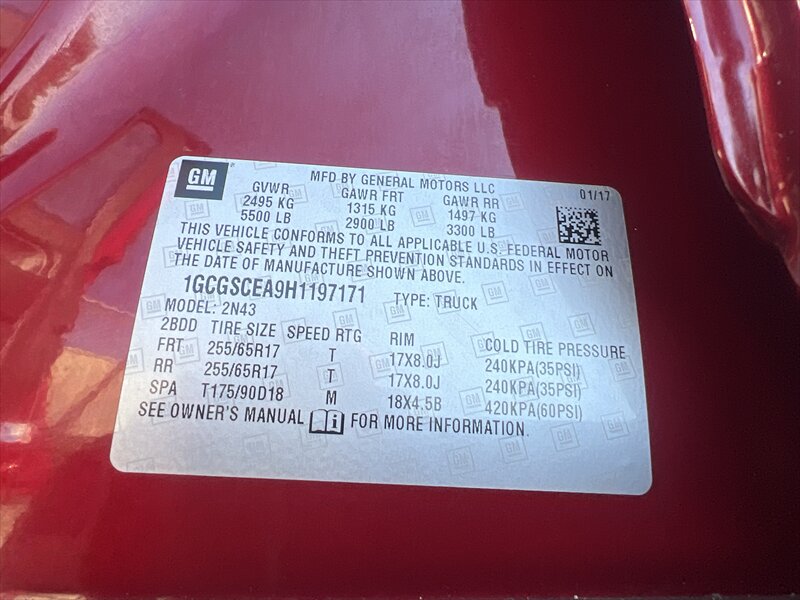 GM
MFD BY GENERAL MOTORS LLC
01/17
GVWR GAWR FRT GAWR RR
2495 KG 1315 KG 1497 KG
5500 LB 2900 LB 3300 LB
THIS VEHICLE CONFORMS TO ALL APPLICABLE U.S. FEDERAL MOTOR
VEHICLE SAFETY AND THEFT PREVENTION STANDARDS IN EFFECT ON
THE DATE OF MANUFACTURE SHOWN ABOVE.
1GCGSCEA9H1197171 TYPE: TRUCK
MODEL: 2N43
2BDD TIRE SIZE SPEED RTG RIM COLD TIRE PRESSURE
FRT 255/65R17 T 17X8.0J 240KPA(35PSI)
RR 255/65R17 T 17X8.0J 240KPA(35PSI)
SPA T175/90D18 M 18X4.5B 420KPA(60PSI)
SEE OWNER'S MANUAL i FOR MORE INFORMATION.